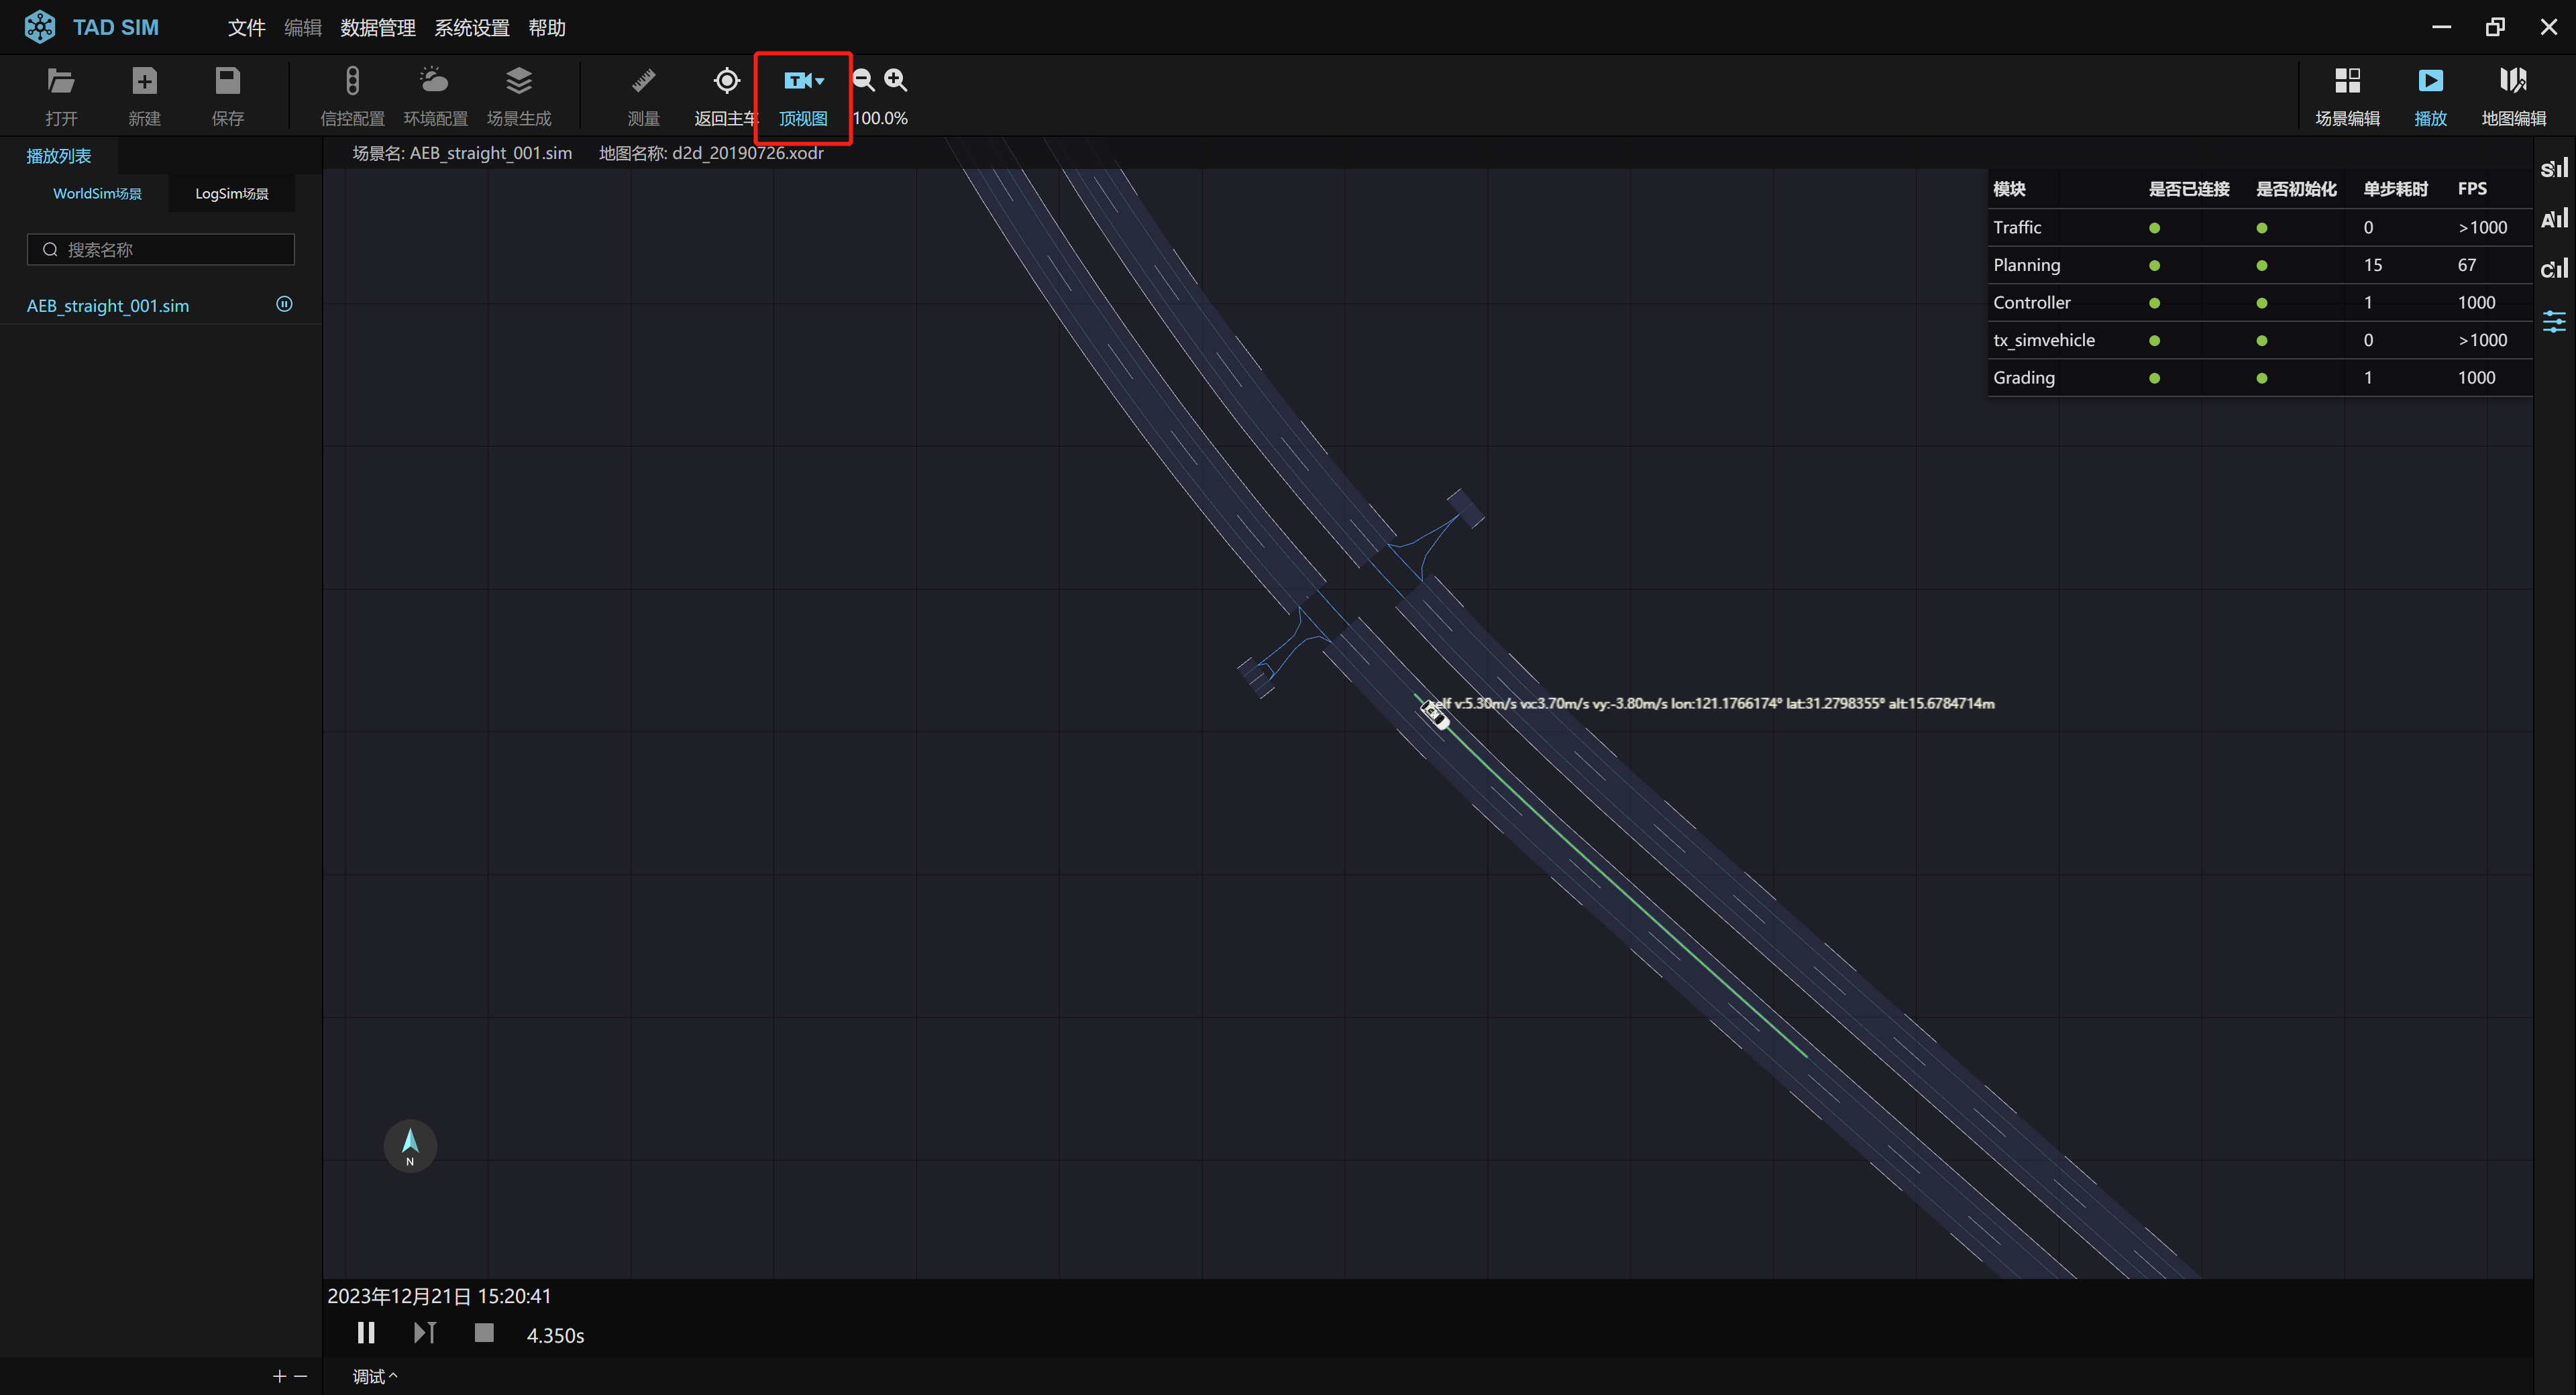 TAD SIM 文件 编辑 数据管理 系统设置 帮助
打开 新建 保存 信控配置 环境配置 场景生成 测量 返回主车 顶视图 100.0% 场景编辑 播放 地图编辑
播放列表
场景名: AEB_straight_001.sim 地图名称: d2d_20190726.xodr
WorldSim场景 LogSim场景
搜索名称
AEB_straight_001.sim
模块 是否已连接 是否初始化 单步耗时 FPS
Traffic 0 >1000
Planning 15 67
Controller 1 1000
tx_simvehicle 0 >1000
Grading 1 1000
S
A
C
self v:5.30m/s vx:3.70m/s vy:-3.80m/s lon:121.1766174° lat:31.2798355° alt:15.6784714m
N
2023年12月21日 15:20:41
4.350s
调试